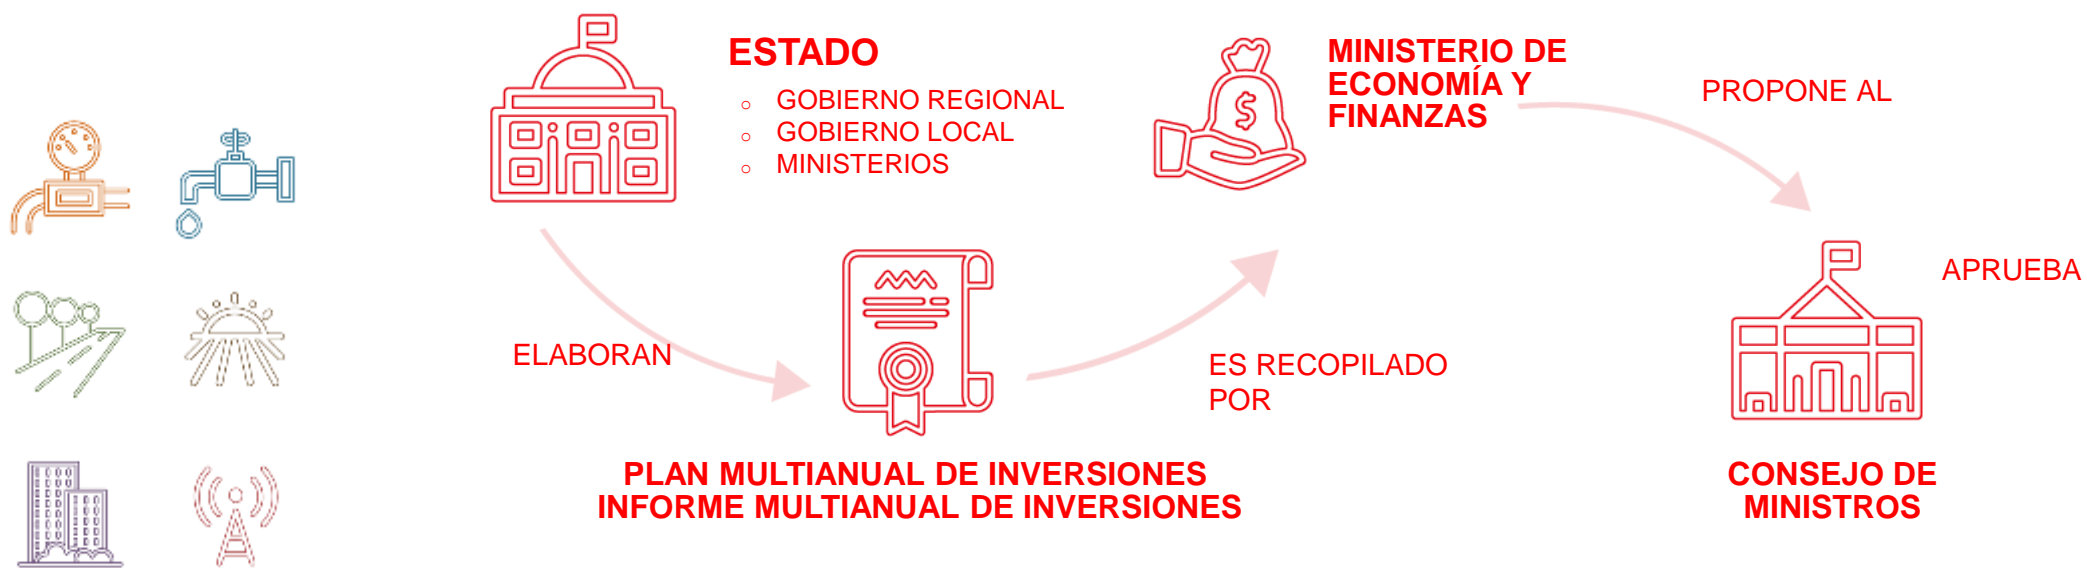 ESTADO
○ GOBIERNO REGIONAL
○ GOBIERNO LOCAL
○ MINISTERIOS
ELABORAN
PLAN MULTIANUAL DE INVERSIONES
INFORME MULTIANUAL DE INVERSIONES
ES RECOPILADO
POR
$
MINISTERIO DE
ECONOMÍA Y
FINANZAS
PROPONE AL
CONSEJO DE
MINISTROS
APRUEBA